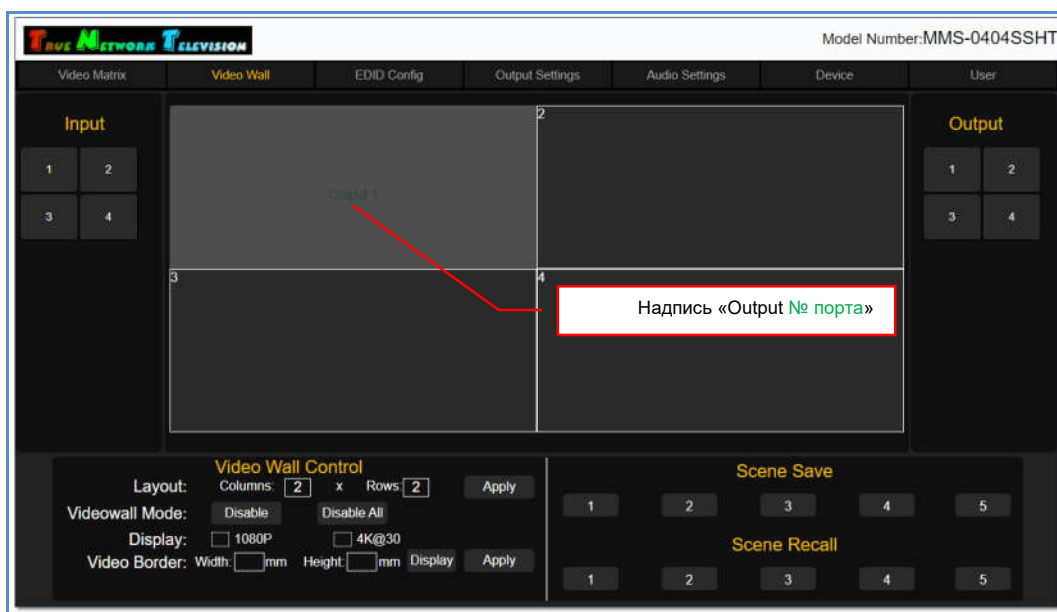 True Network Television
Model Number:MMS-0404SSHT
Video Matrix Video Wall EDID Config Output Settings Audio Settings Device User
Input
1 2
3 4
Output 1
2
3
4
Надпись «Output № порта»
Output
1 2
3 4
Video Wall Control
Layout: Columns: 2 x Rows: 2 Apply
Videowall Mode: Disable Disable All
Display: 1080P 4K@30
Video Border: Width: mm Height: mm Display Apply
Scene Save
1 2 3 4 5
Scene Recall
1 2 3 4 5